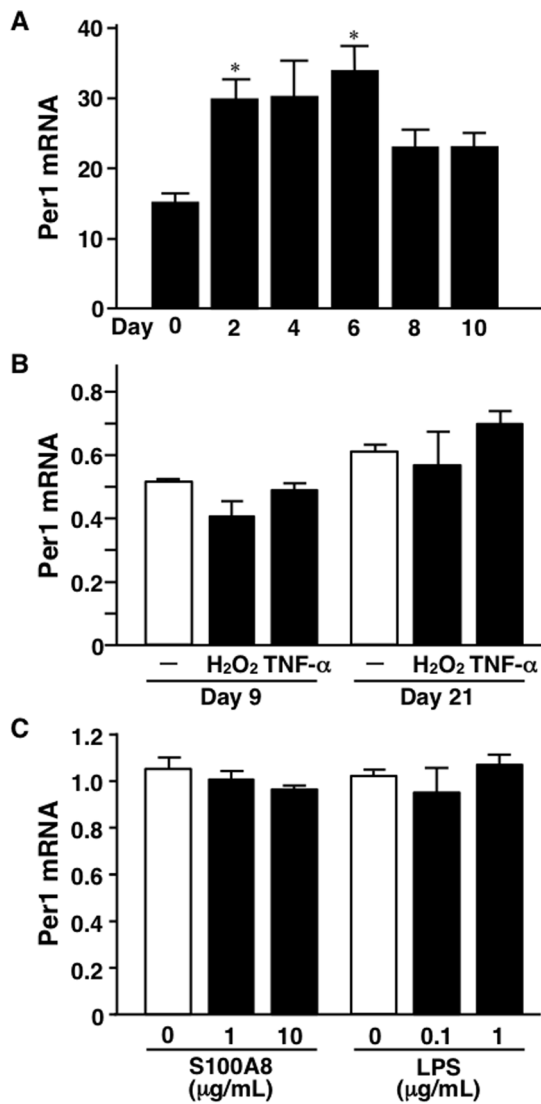 A
Per1 mRNA
40
30
20
10
0
* *
Day 0 2 4 6 8 10
B
Per1 mRNA
0.8
0.6
0.4
0.2
0
– H₂O₂ TNF-α – H₂O₂ TNF-α
Day 9 Day 21
C
Per1 mRNA
1.2
1.0
0.8
0.6
0.4
0.2
0
0 1 10 0 0.1 1
S100A8 LPS
(μg/mL) (μg/mL)